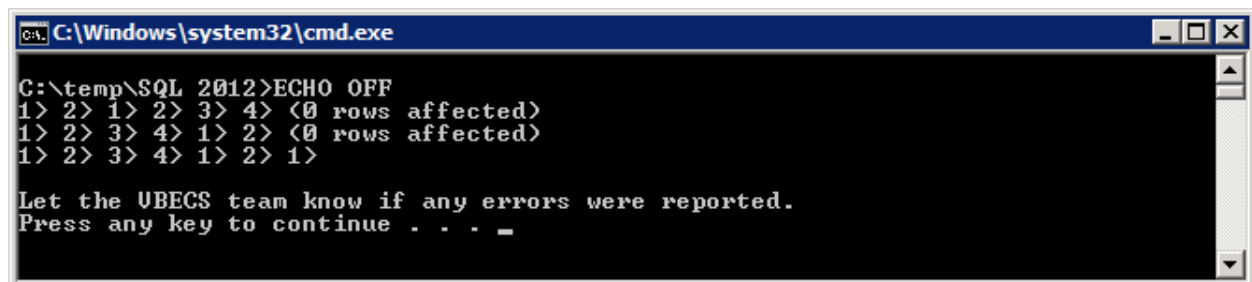 C:\Windows\system32\cmd.exe
C:\temp\SQL 2012>ECHO OFF
1> 2> 1> 2> 3> 4> (0 rows affected)
1> 2> 3> 4> 1> 2> (0 rows affected)
1> 2> 3> 4> 1> 2> 1>
Let the VBECS team know if any errors were reported.
Press any key to continue . . . _